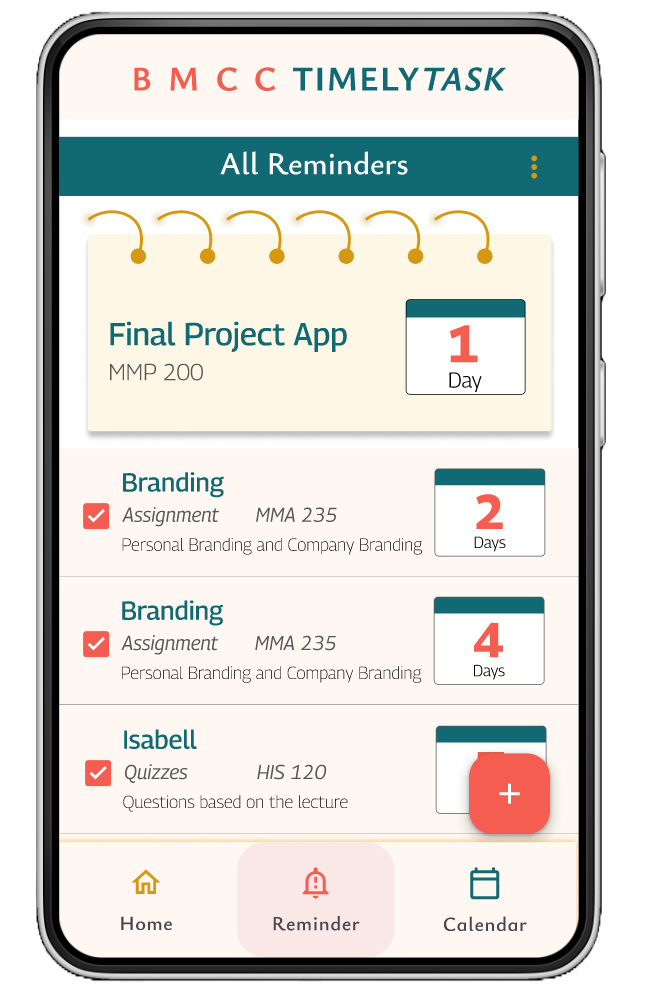 B M C C TIMELYTASK
All Reminders
Final Project App
MMP 200
1
Day
Branding
Assignment MMA 235
Personal Branding and Company Branding
2
Days
Branding
Assignment MMA 235
Personal Branding and Company Branding
4
Days
Isabell
Quizzes HIS 120
Questions based on the lecture
+
Home
Reminder
Calendar